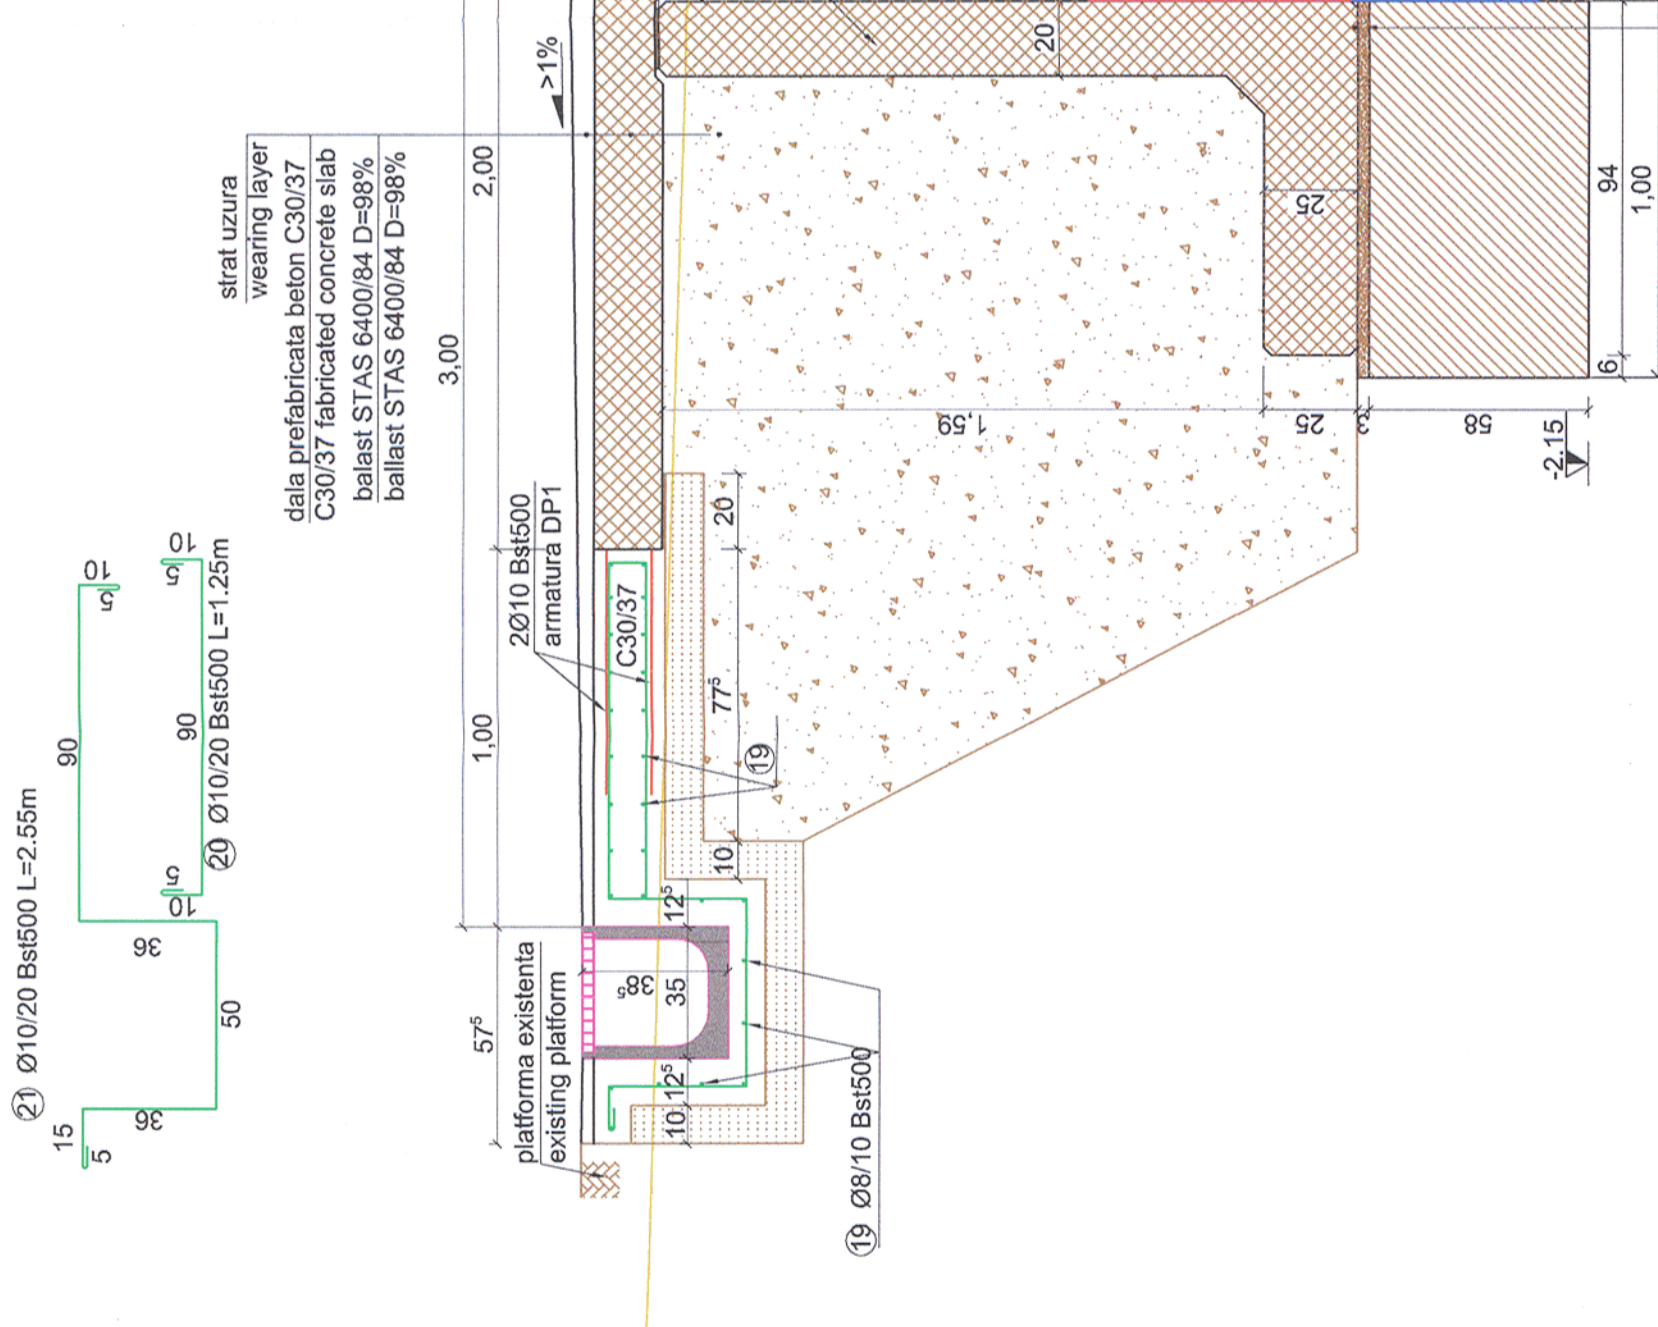 21 Ø10/20 Bst500 L=2.55m
15
5
36
50
36
90
10
5
10
5
90
10
5
20 Ø10/20 Bst500 L=1.25m
strat uzura
wearing layer
dala prefabricata beton C30/37
C30/37 fabricated concrete slab
balast STAS 6400/84 D=98%
ballast STAS 6400/84 D=98%
3,00
57⁵
1,00
2,00
>1%
platforma existenta
existing platform
2Ø10 Bst500
armatura DP1
C30/37
38⁵
35
10
12⁵
12⁵
10
77⁵
20
19
19 Ø8/10 Bst500
20
1,59
25
25
3
58
-2.15
6
94
1,00